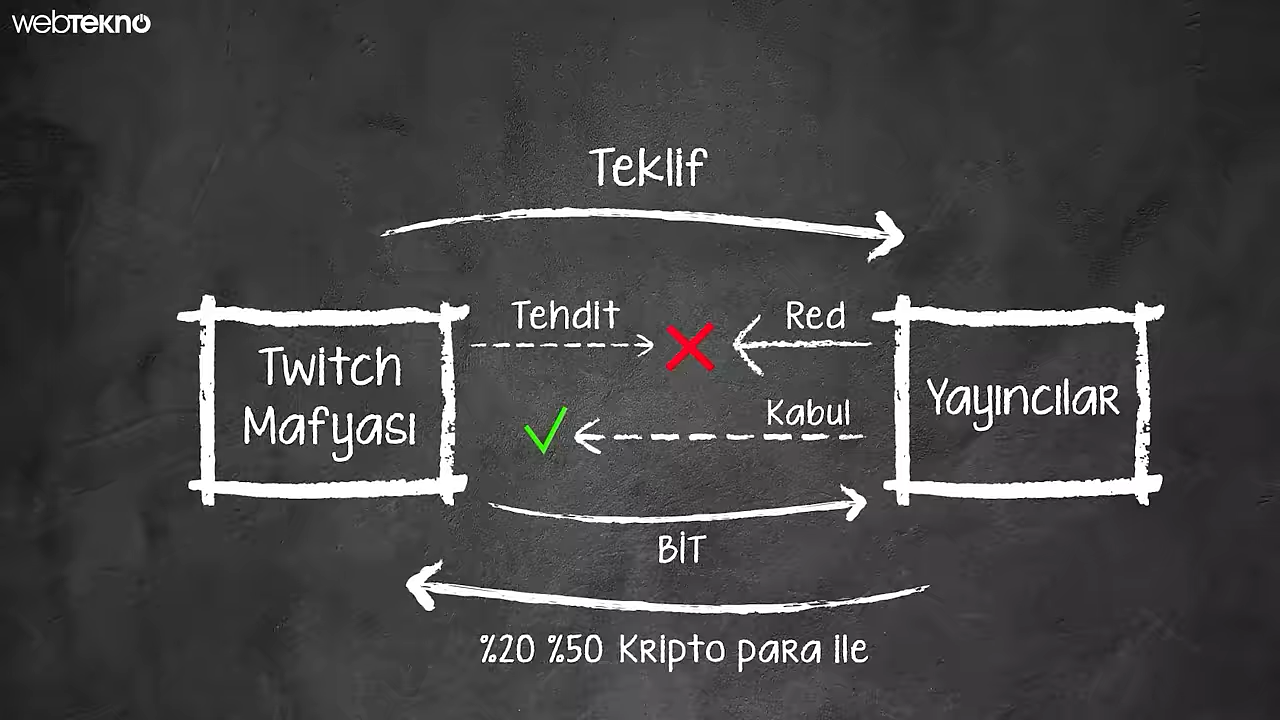 webTEKNO
Teklif
Tehdit
Red
Twitch
Mafyası
Yayıncılar
Kabul
BİT
%20 %50 Kripto para ile